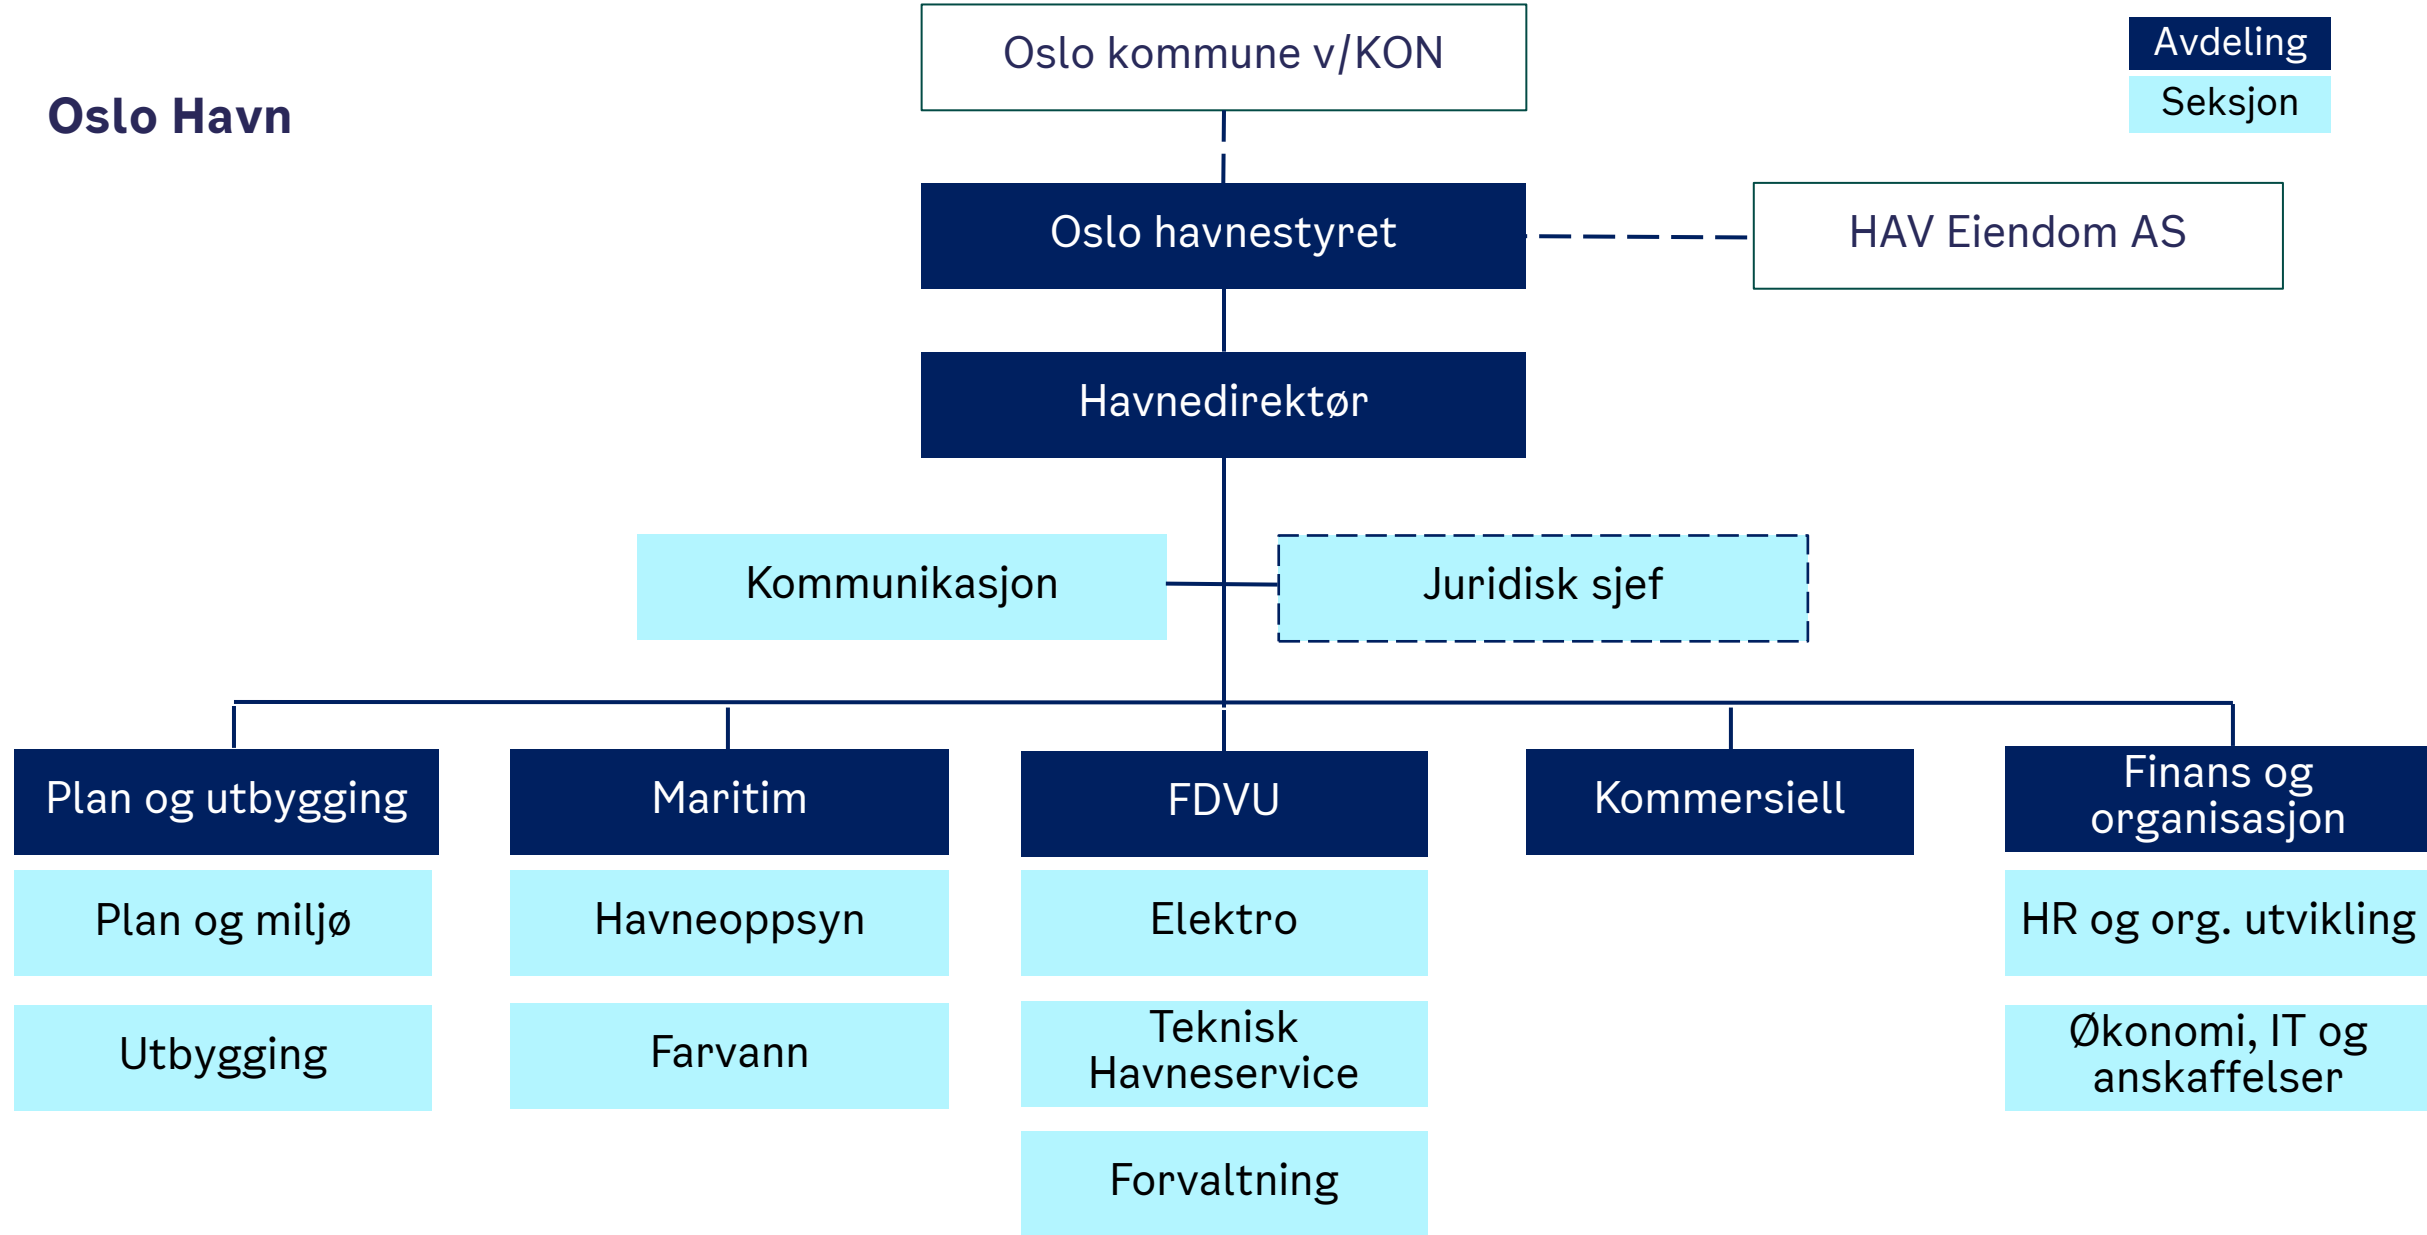 Oslo kommune v/KON
Avdeling
Seksjon
Oslo Havn
Oslo havnestyret
HAV Eiendom AS
Havnedirektør
Kommunikasjon
Juridisk sjef
Plan og utbygging
Maritim
FDVU
Kommersiell
Finans og
organisasjon
Plan og miljø
Havneoppsyn
Elektro
HR og org. utvikling
Utbygging
Farvann
Teknisk
Havneservice
Økonomi, IT og
anskaffelser
Forvaltning